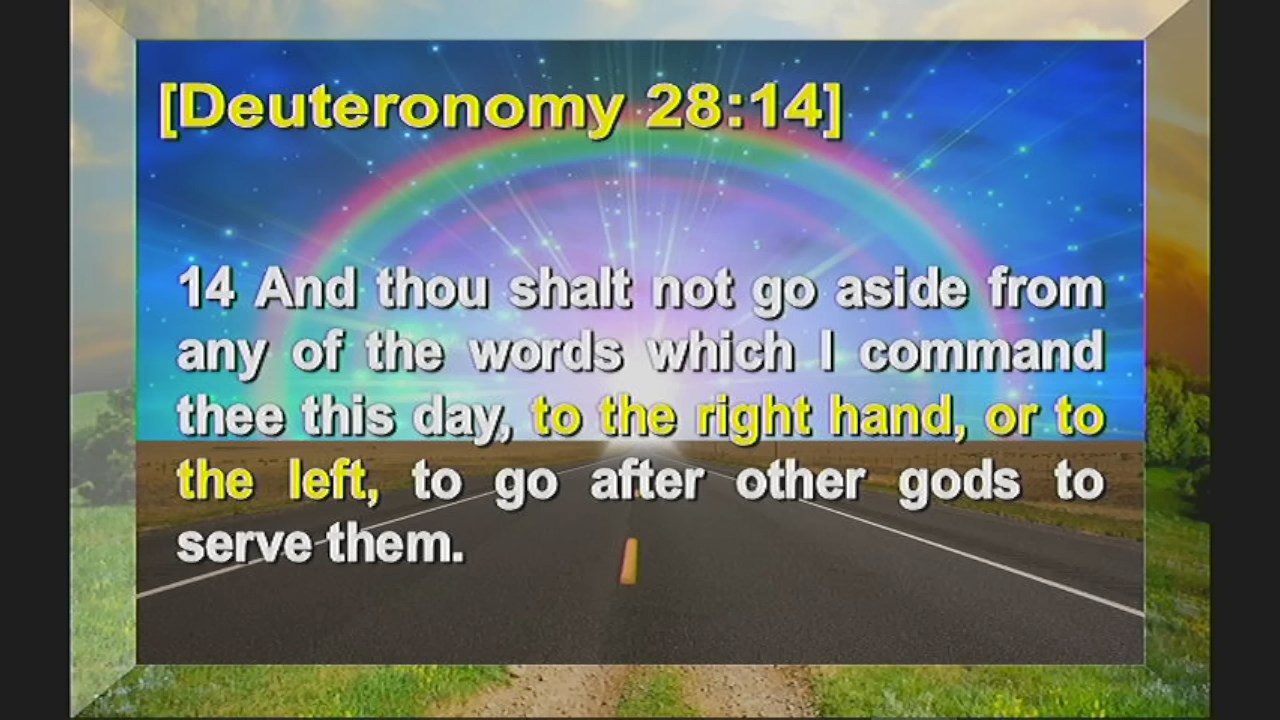 [Deuteronomy 28:14]
14 And thou shalt not go aside from
any of the words which I command
thee this day, to the right hand, or to
the left, to go after other gods to
serve them.